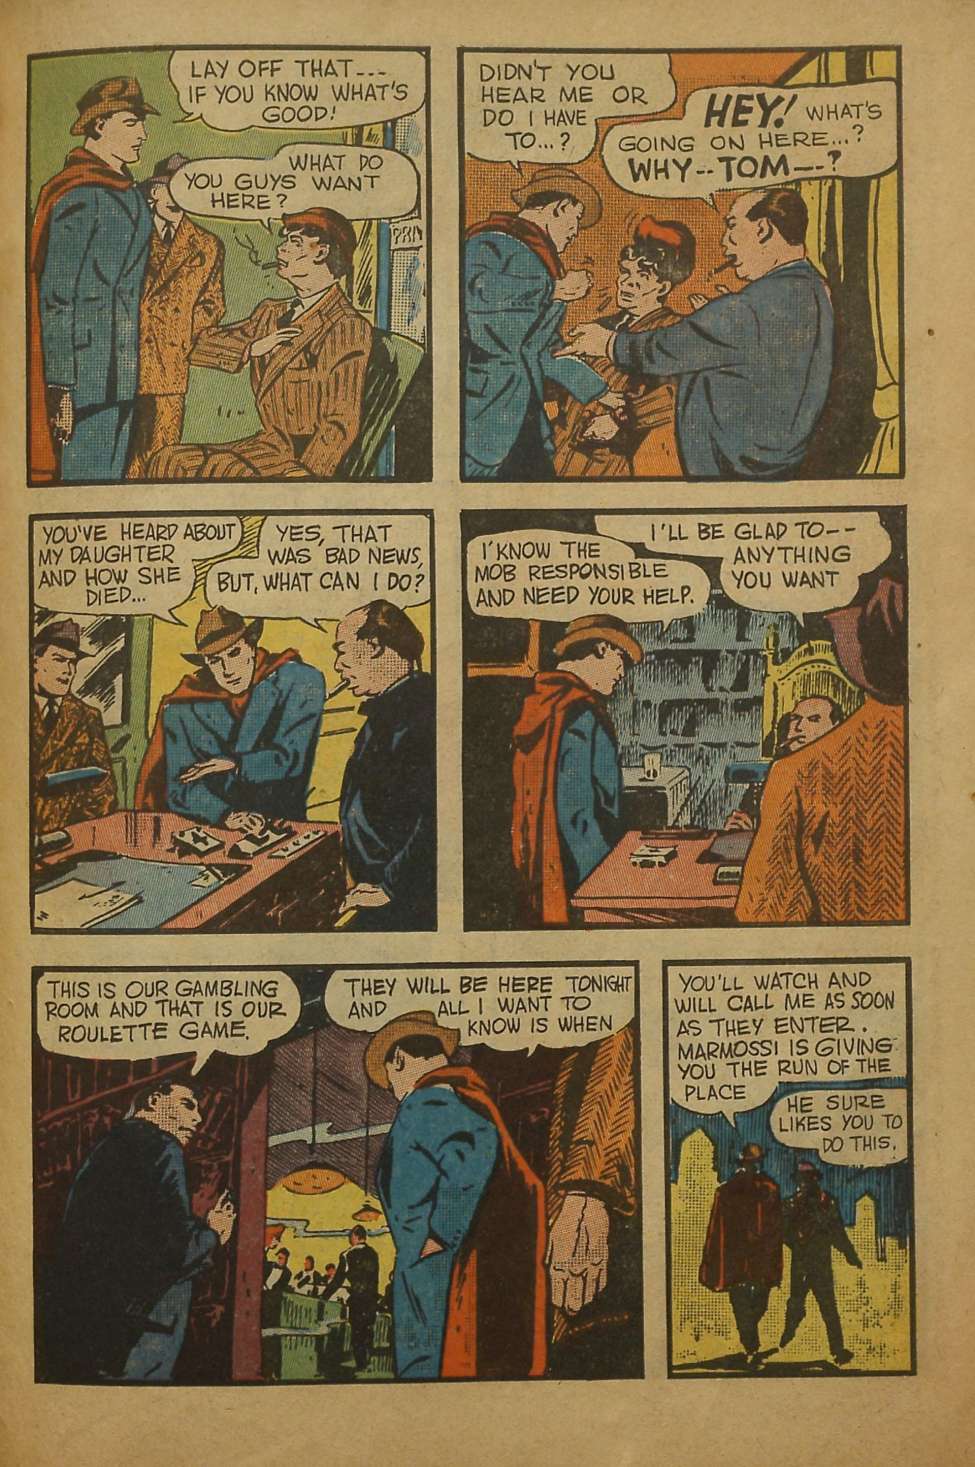 LAY OFF THAT---
IF YOU KNOW WHAT'S
GOOD!
WHAT DO
YOU GUYS WANT
HERE?
PRI
DIDN'T YOU
HEAR ME OR
DO I HAVE
TO...?
HEY! WHAT'S
GOING ON HERE...?
WHY--TOM---?
YOU'VE HEARD ABOUT
MY DAUGHTER
AND HOW SHE
DIED...
YES, THAT
WAS BAD NEWS,
BUT, WHAT CAN I DO?
I KNOW THE
MOB RESPONSIBLE
AND NEED YOUR HELP.
I'LL BE GLAD TO--
ANYTHING
YOU WANT
THIS IS OUR GAMBLING
ROOM AND THAT IS OUR
ROULETTE GAME.
THEY WILL BE HERE TONIGHT
AND ALL I WANT TO
KNOW IS WHEN
YOU'LL WATCH AND
WILL CALL ME AS SOON
AS THEY ENTER.
MARMOSSI IS GIVING
YOU THE RUN OF THE
PLACE
HE SURE
LIKES YOU TO
DO THIS.